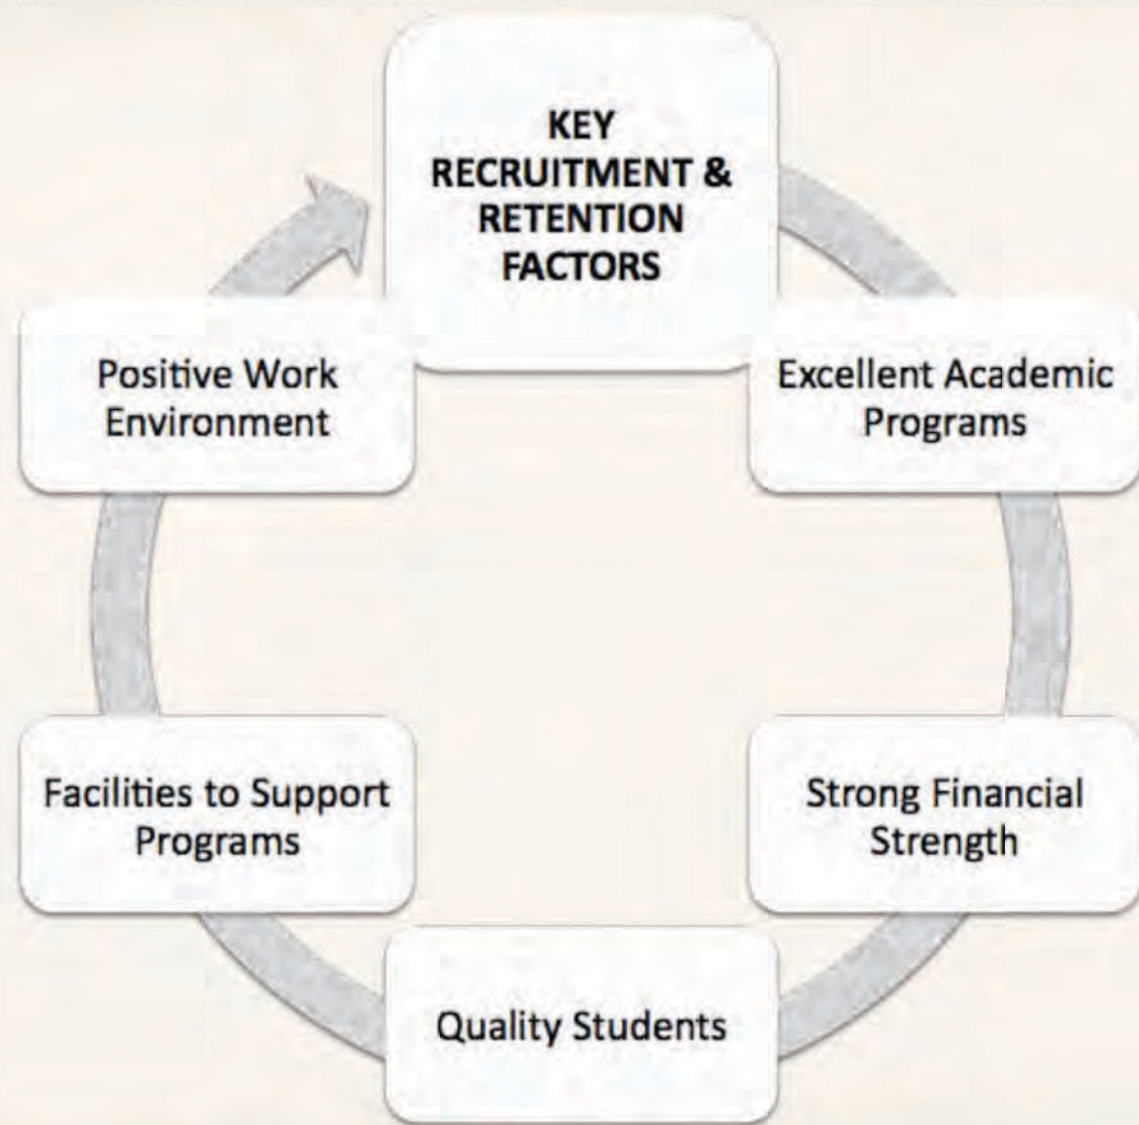 KEY
RECRUITMENT &
RETENTION
FACTORS
Excellent Academic
Programs
Strong Financial
Strength
Quality Students
Facilities to Support
Programs
Positive Work
Environment